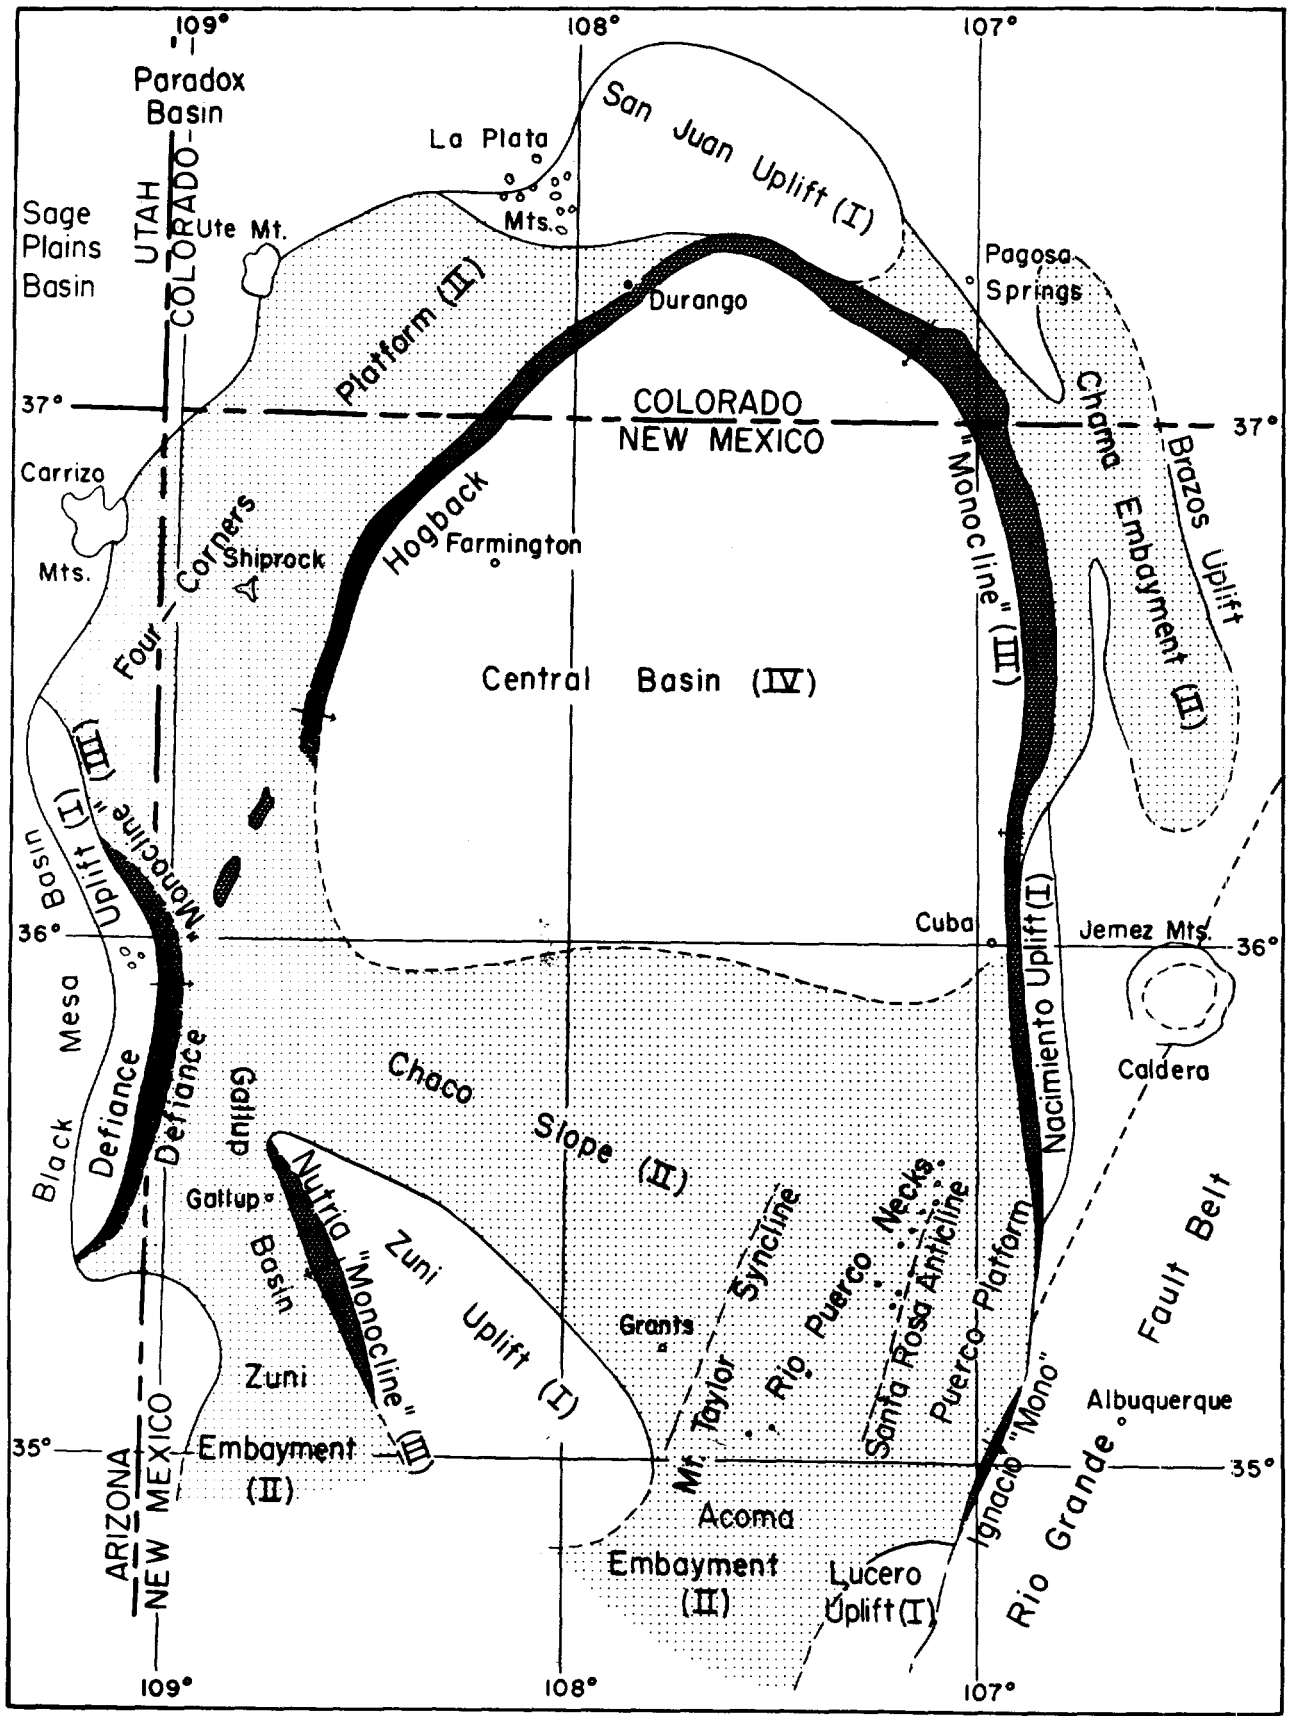 109°
108°
107°
Paradox
Basin
San Juan Uplift (I)
La Plata
Mts.
UTAH
COLORADO
Sage
Plains
Basin
Ute Mt.
Pagosa
Springs
Durango
Platform (II)
37°
COLORADO
NEW MEXICO
37°
Chama Embayment (II)
Brazos Uplift
Carrizo
Mts.
Hogback
"Monocline" (III)
Farmington
Four Corners
Shiprock
Central Basin (IV)
"Monocline" (III)
Uplift (I)
Basin
36°
Cuba
Jemez Mts.
36°
Nacimiento Uplift (I)
Caldera
Black Mesa
Defiance
Defiance
Gallup
Chaco
Slope (II)
Gallup
Basin
Nutria "Monocline" (III)
Zuni
Uplift (I)
Grants
Mt. Taylor Syncline
Rio Puerco Necks
Santa Rosa Anticline
Puerco Platform
Fault Belt
Zuni
Embayment
(II)
35°
Albuquerque
Ignacio "Mono"
35°
Rio Grande
ARIZONA
NEW MEXICO
Acoma
Embayment
(II)
Lucero
Uplift (I)
109°
108°
107°